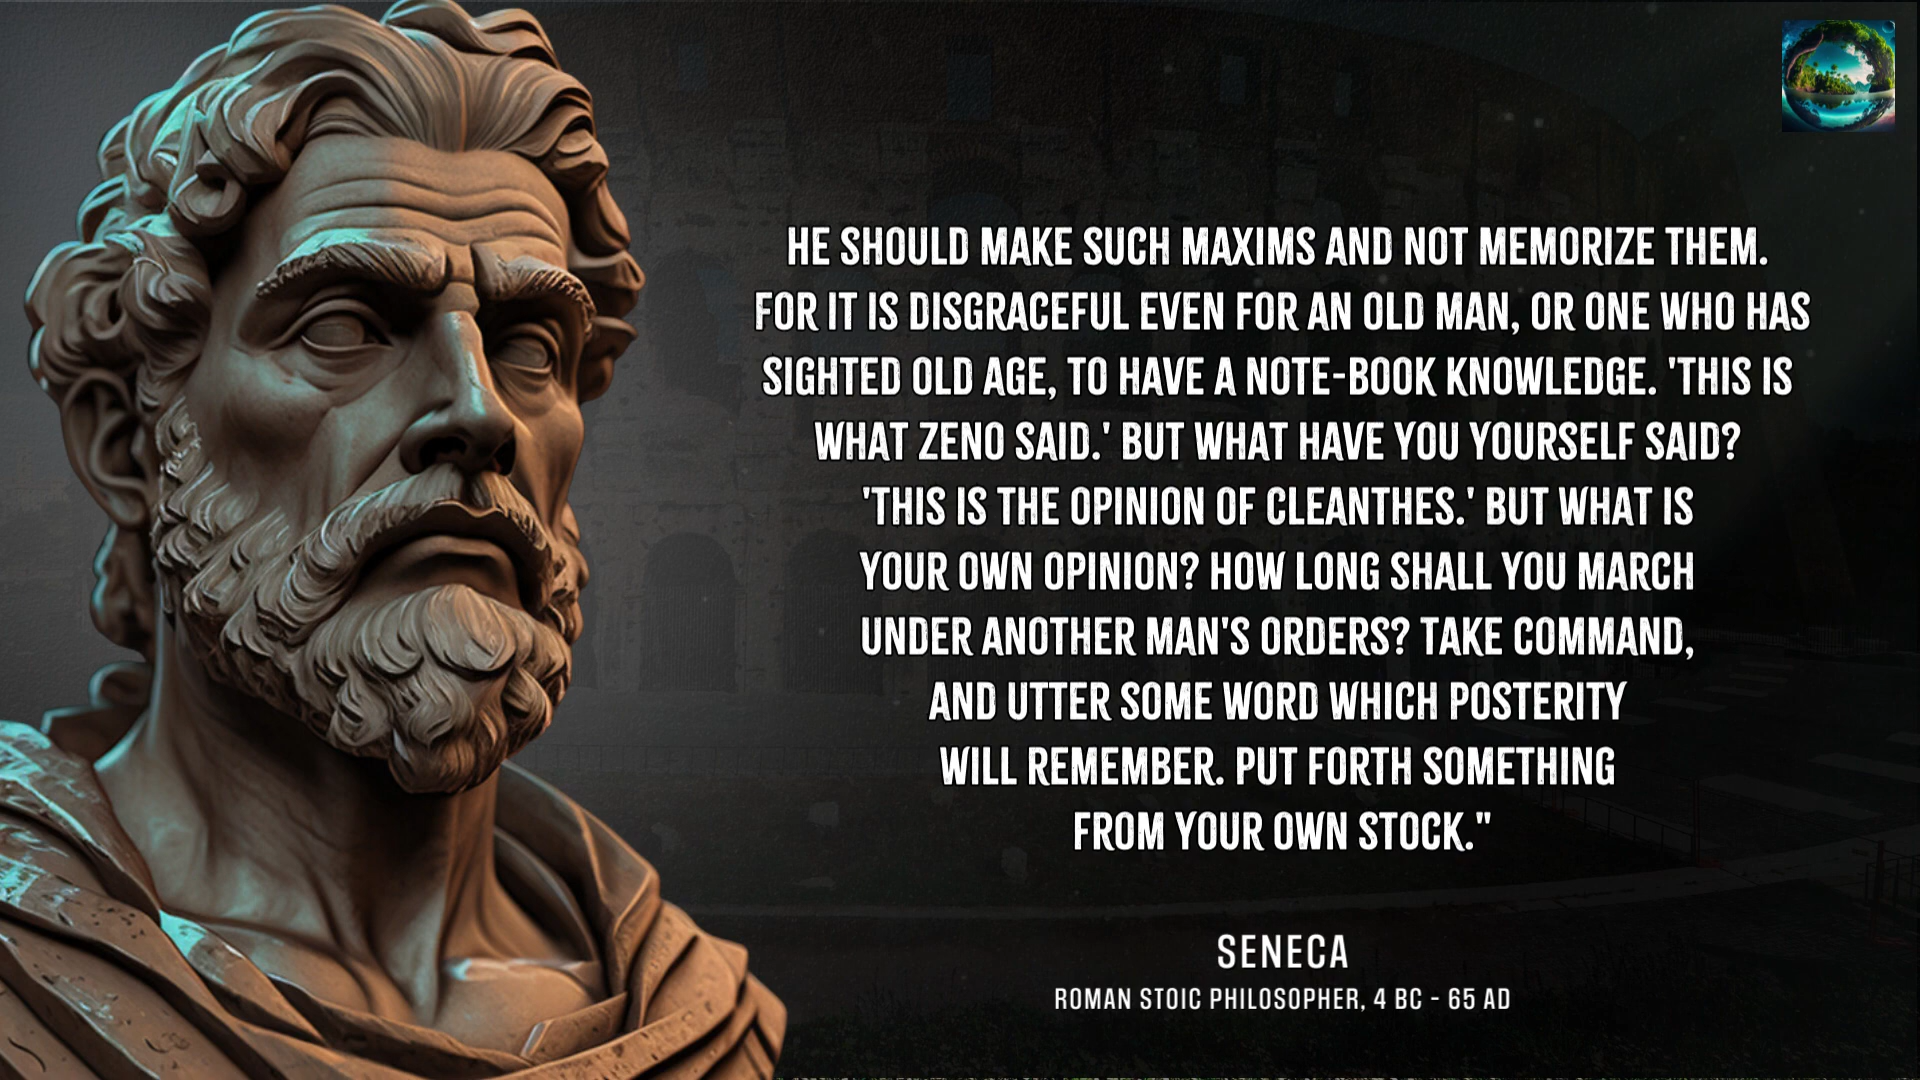 HE SHOULD MAKE SUCH MAXIMS AND NOT MEMORIZE THEM.
FOR IT IS DISGRACEFUL EVEN FOR AN OLD MAN, OR ONE WHO HAS
SIGHTED OLD AGE, TO HAVE A NOTE-BOOK KNOWLEDGE. 'THIS IS
WHAT ZENO SAID.' BUT WHAT HAVE YOU YOURSELF SAID?
'THIS IS THE OPINION OF CLEANTHES.' BUT WHAT IS
YOUR OWN OPINION? HOW LONG SHALL YOU MARCH
UNDER ANOTHER MAN'S ORDERS? TAKE COMMAND,
AND UTTER SOME WORD WHICH POSTERITY
WILL REMEMBER. PUT FORTH SOMETHING
FROM YOUR OWN STOCK."
SENECA
ROMAN STOIC PHILOSOPHER, 4 BC - 65 AD